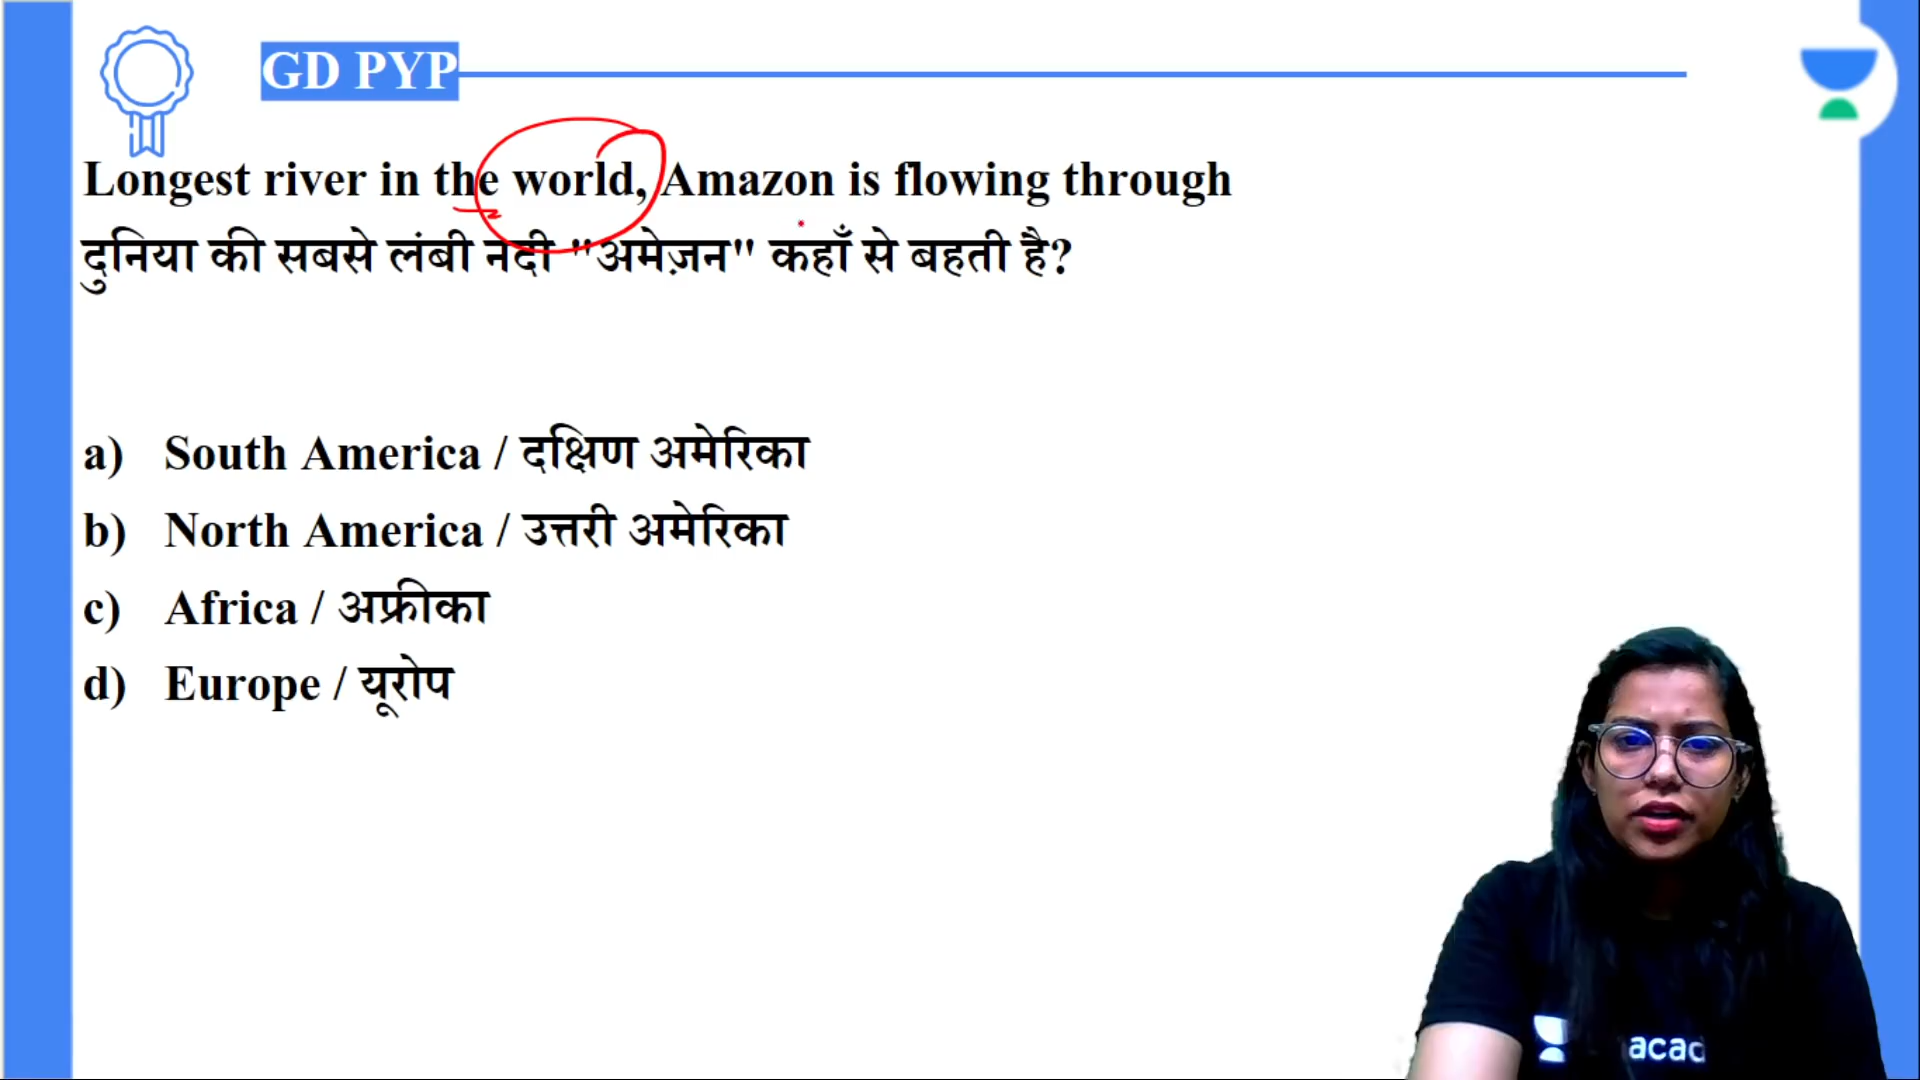 GD PYP
Longest river in the world, Amazon is flowing through
दुनिया की सबसे लंबी नदी "अमेज़न" कहाँ से बहती है?
a) South America / दक्षिण अमेरिका
b) North America / उत्तरी अमेरिका
c) Africa / अफ्रीका
d) Europe / यूरोप
acad